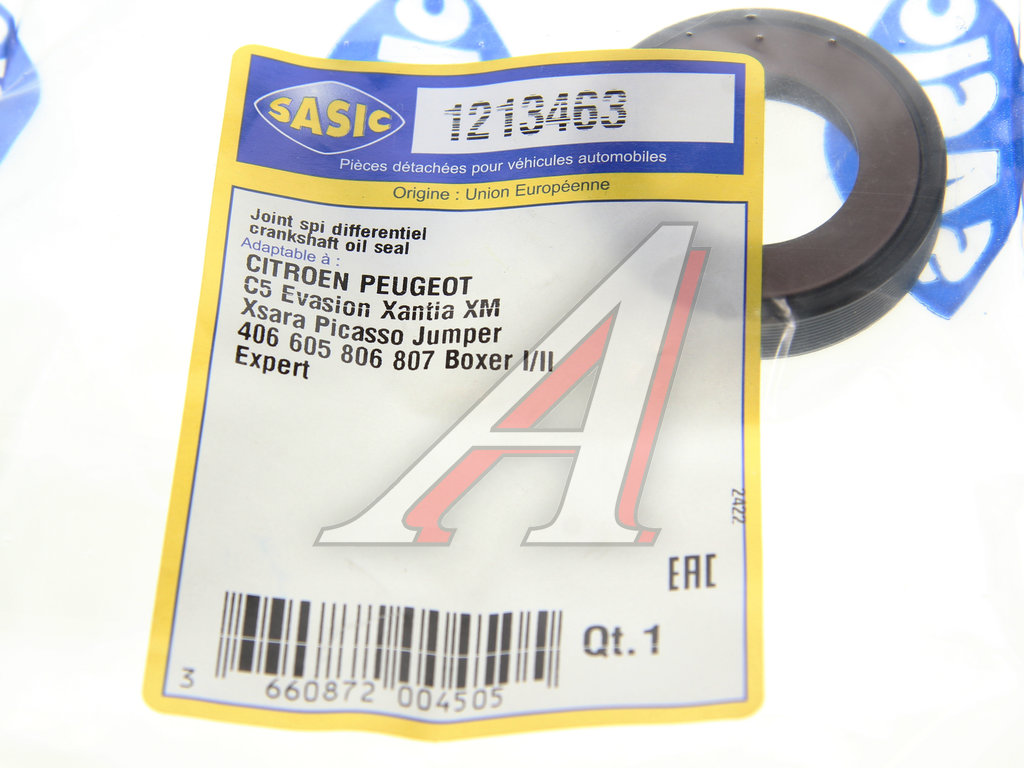 SASIC
1213463
Pièces détachées pour véhicules automobiles
Origine : Union Européenne
Joint spi differentiel
crankshaft oil seal
Adaptable à :
CITROEN PEUGEOT
C5 Evasion Xantia XM
Xsara Picasso Jumper
406 605 806 807 Boxer I/II
Expert
2422
EAC
Qt. 1
3 660872 004505
SASIC